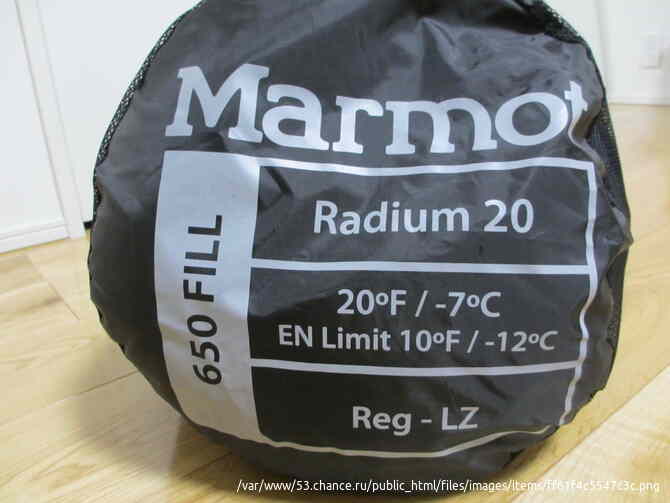 Marmot
650 FILL
Radium 20
20ºF / -7ºC
EN Limit 10ºF / -12ºC
Reg - LZ
/var/www/53.chance.ru/public_html/files/images/items/ff61f4c5547c3c.png